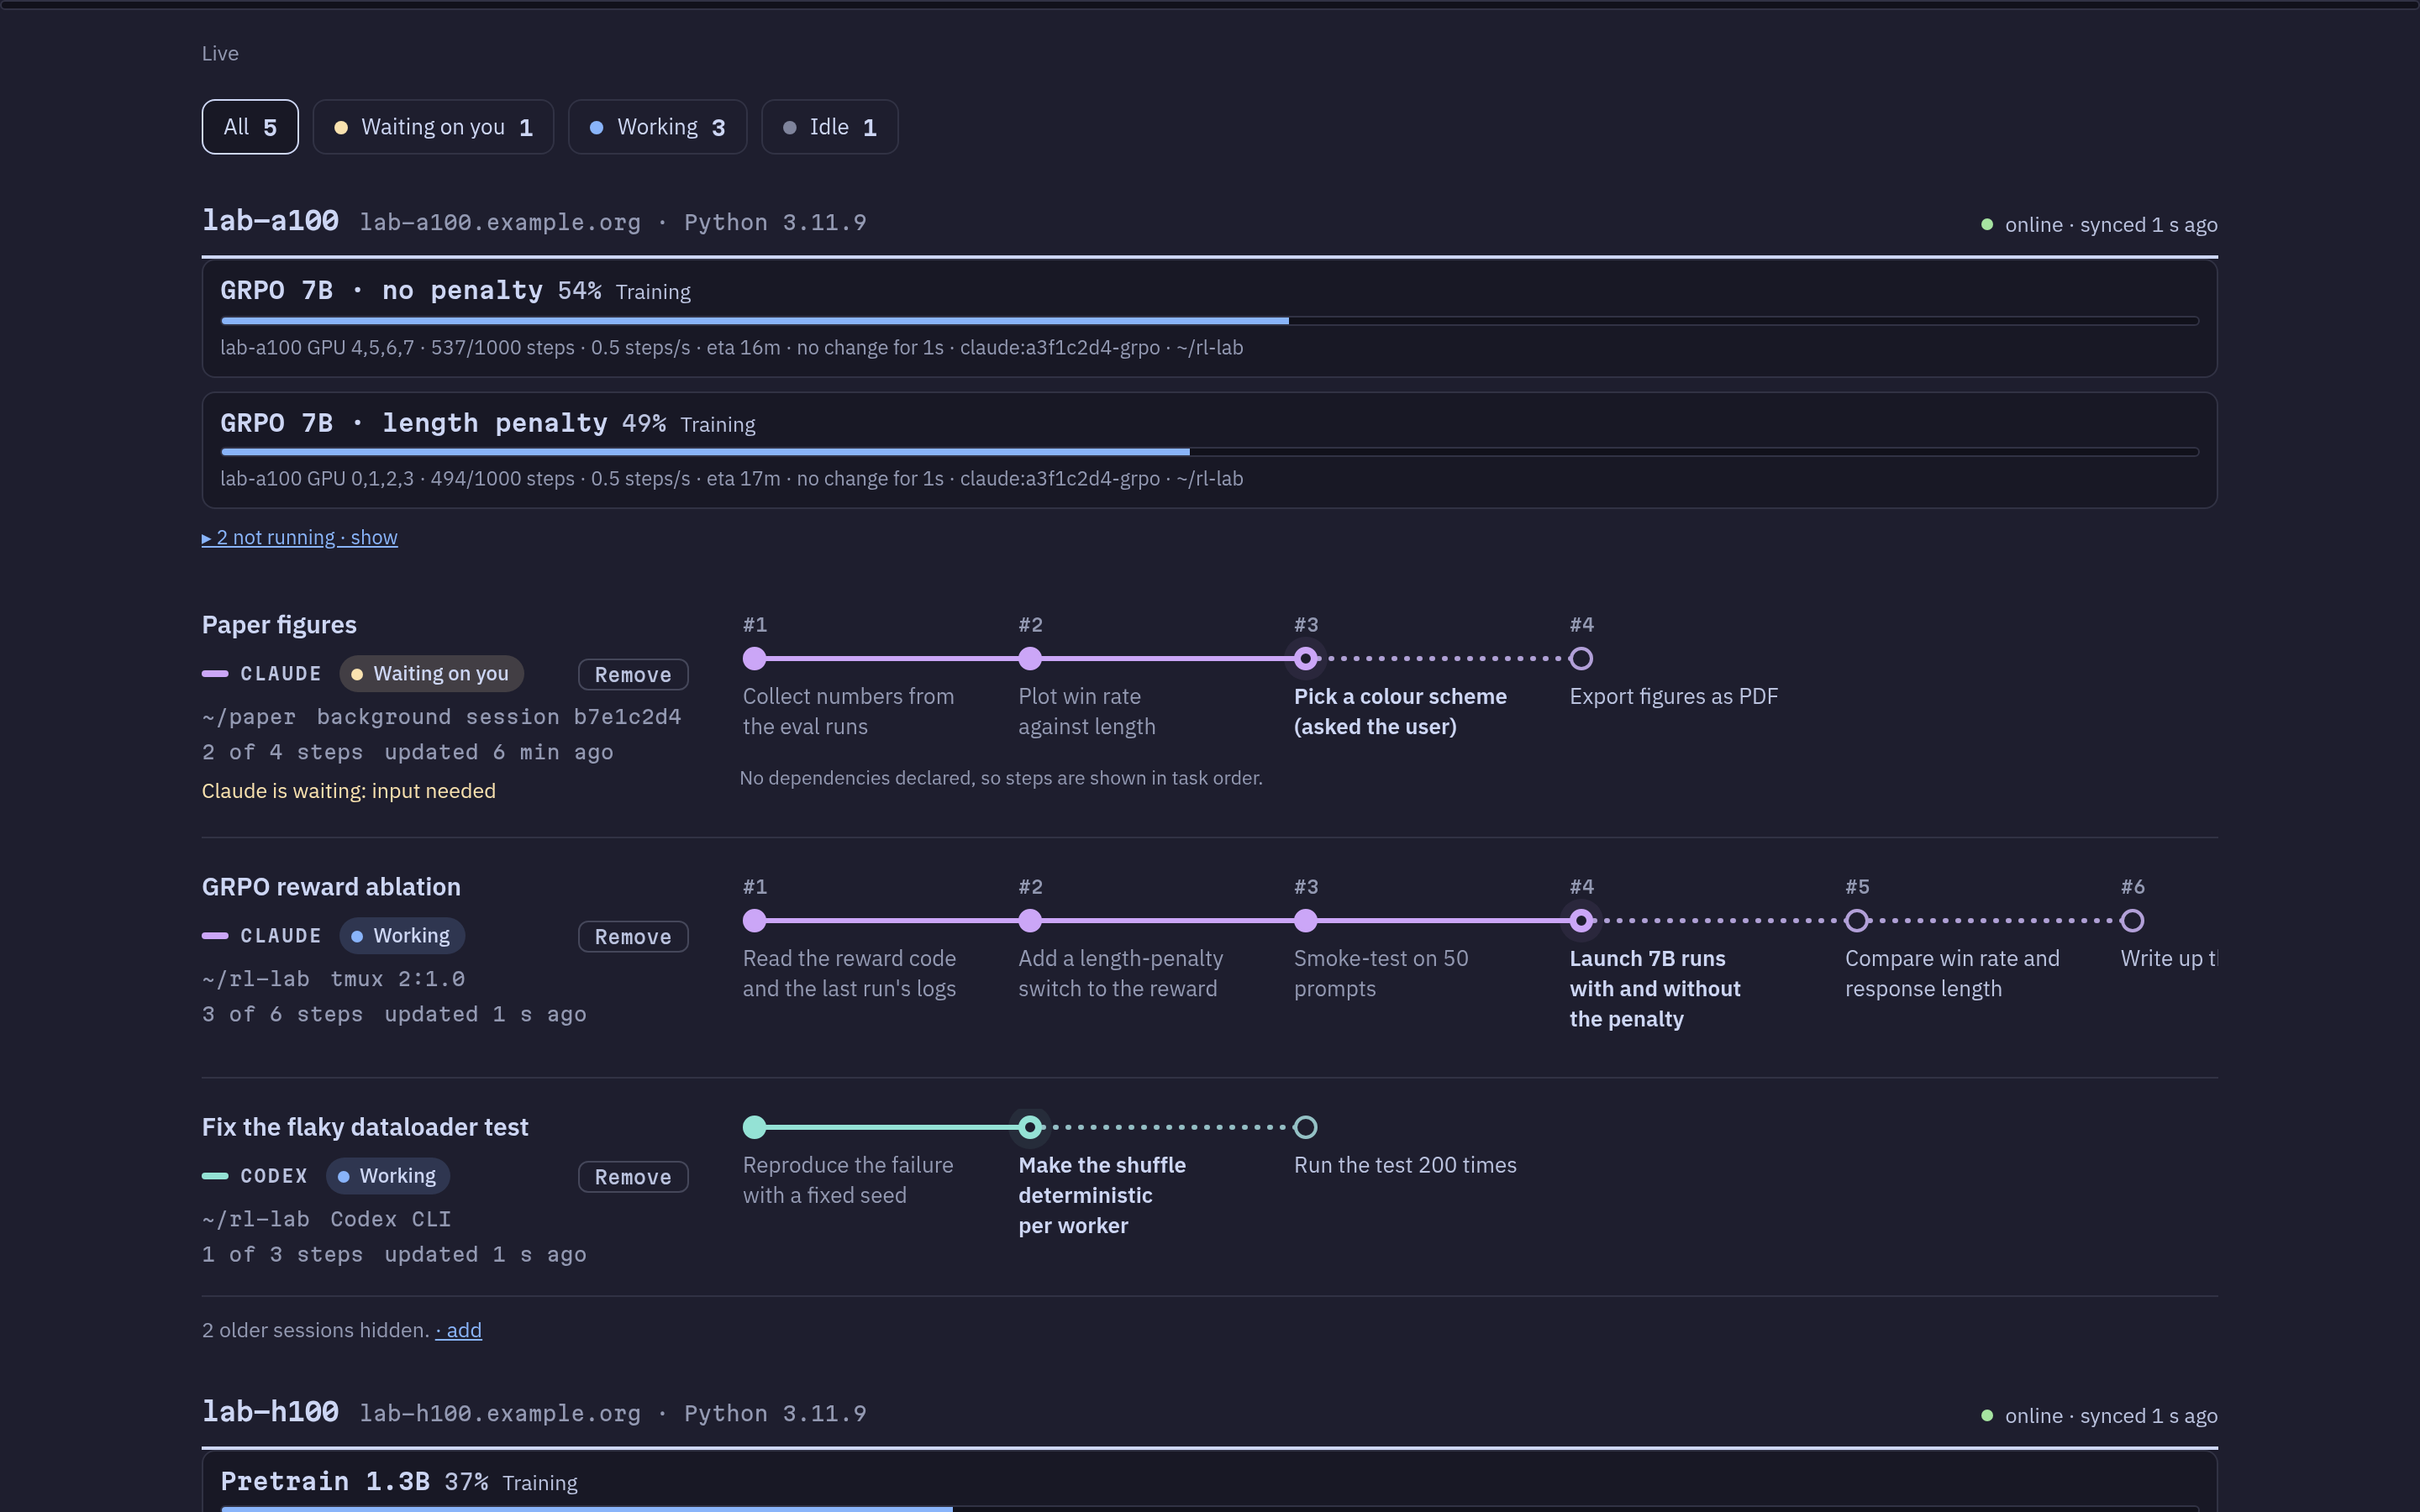 Live
All 5
Waiting on you 1
Working 3
Idle 1
lab-a100 lab-a100.example.org · Python 3.11.9
online · synced 1 s ago
GRPO 7B · no penalty 54% Training
lab-a100 GPU 4,5,6,7 · 537/1000 steps · 0.5 steps/s · eta 16m · no change for 1s · claude:a3f1c2d4-grpo · ~/rl-lab
GRPO 7B · length penalty 49% Training
lab-a100 GPU 0,1,2,3 · 494/1000 steps · 0.5 steps/s · eta 17m · no change for 1s · claude:a3f1c2d4-grpo · ~/rl-lab
▸ 2 not running · show
Paper figures
CLAUDE Waiting on you Remove
~/paper background session b7e1c2d4
2 of 4 steps updated 6 min ago
Claude is waiting: input needed
#1
Collect numbers from
the eval runs
#2
Plot win rate
against length
#3
Pick a colour scheme
(asked the user)
#4
Export figures as PDF
No dependencies declared, so steps are shown in task order.
GRPO reward ablation
CLAUDE Working Remove
~/rl-lab tmux 2:1.0
3 of 6 steps updated 1 s ago
#1
Read the reward code
and the last run's logs
#2
Add a length-penalty
switch to the reward
#3
Smoke-test on 50
prompts
#4
Launch 7B runs
with and without
the penalty
#5
Compare win rate and
response length
#6
Write up
Fix the flaky dataloader test
CODEX Working Remove
~/rl-lab Codex CLI
1 of 3 steps updated 1 s ago
Reproduce the failure
with a fixed seed
Make the shuffle
deterministic
per worker
Run the test 200 times
2 older sessions hidden. · add
lab-h100 lab-h100.example.org · Python 3.11.9
online · synced 1 s ago
Pretrain 1.3B 37% Training